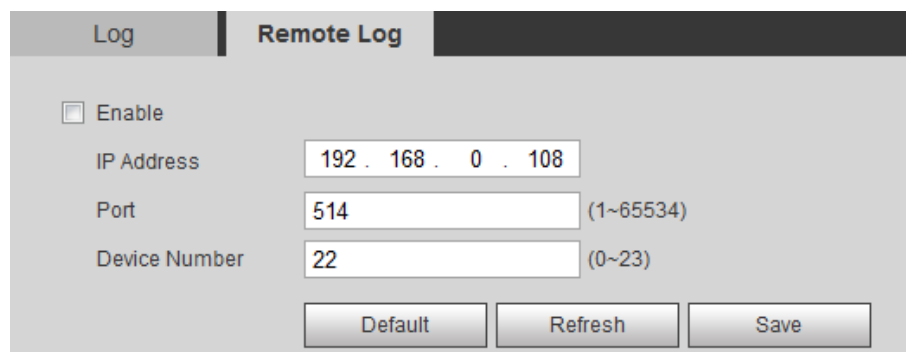 Log Remote Log
Enable
IP Address 192 . 168 . 0 . 108
Port 514 (1~65534)
Device Number 22 (0~23)
Default Refresh Save